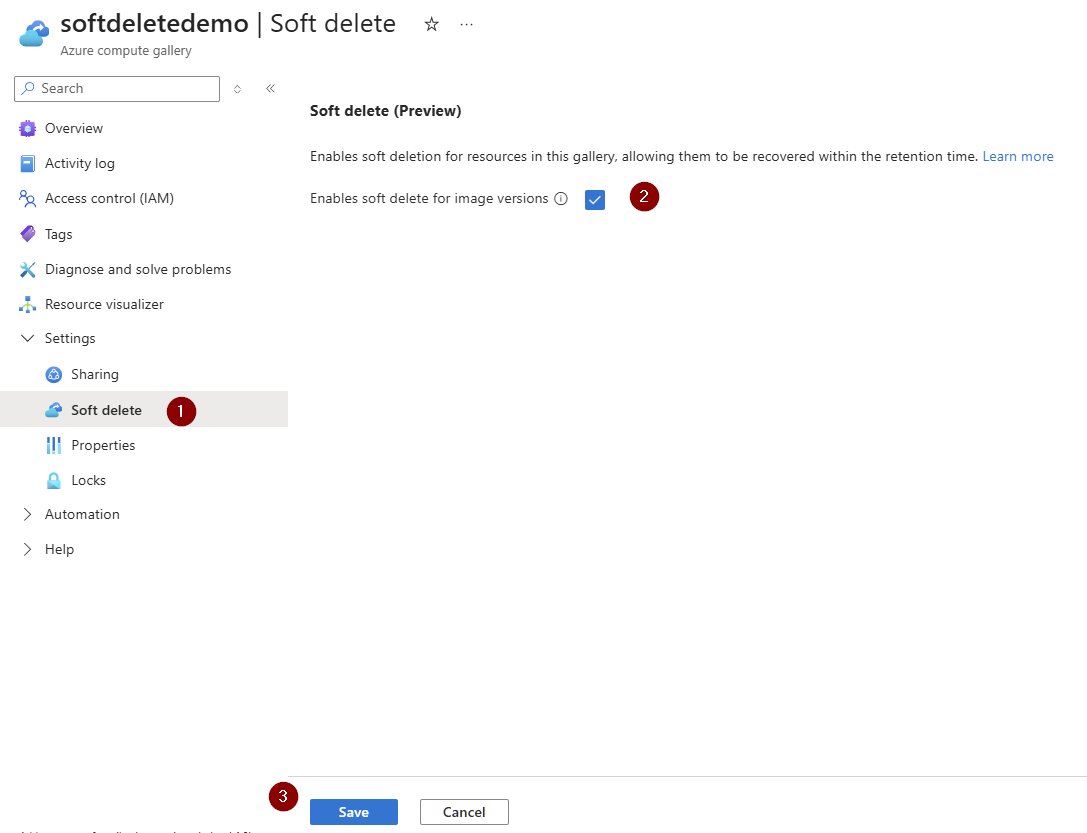 softdeletedemo | Soft delete
Azure compute gallery
Search
Overview
Activity log
Access control (IAM)
Tags
Diagnose and solve problems
Resource visualizer
Settings
Sharing
Soft delete 1
Properties
Locks
Automation
Help
Soft delete (Preview)
Enables soft deletion for resources in this gallery, allowing them to be recovered within the retention time. Learn more
Enables soft delete for image versions 2
3 Save Cancel